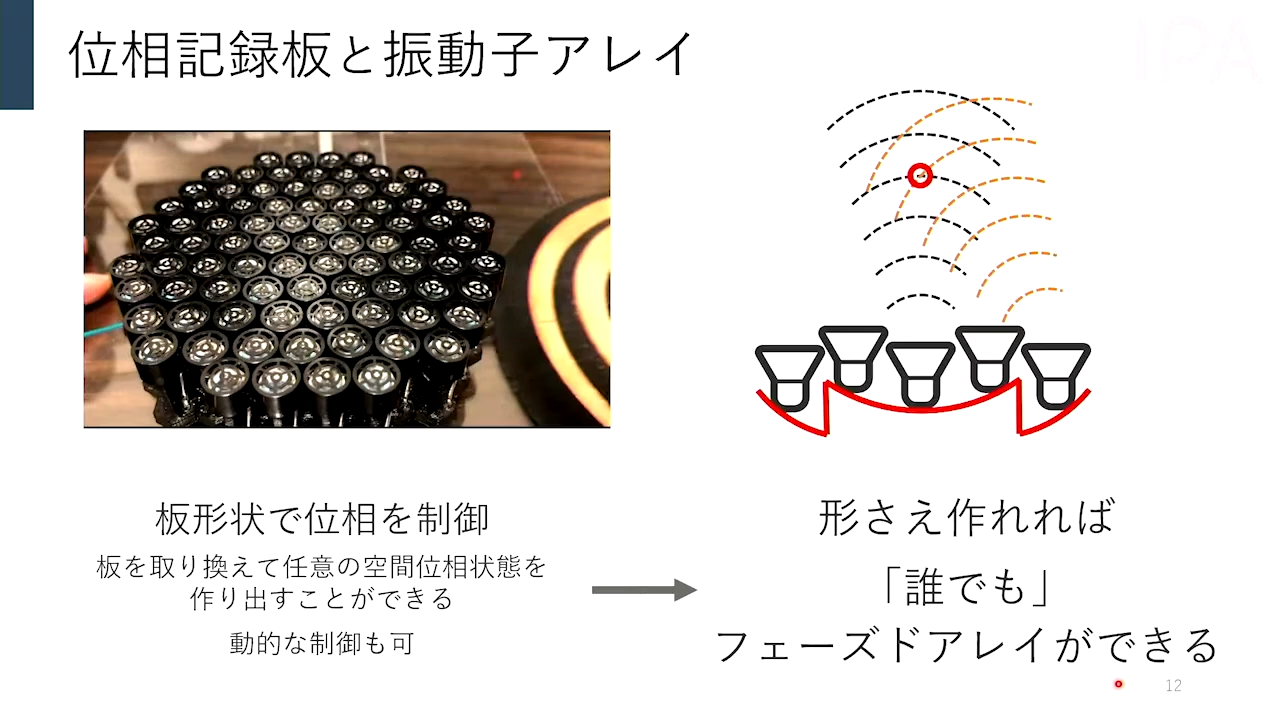 位相記録板と振動子アレイ
IPA
板形状で位相を制御
板を取り換えて任意の空間位相状態を
作り出すことができる
動的な制御も可
形さえ作れれば
「誰でも」
フェーズドアレイができる
12